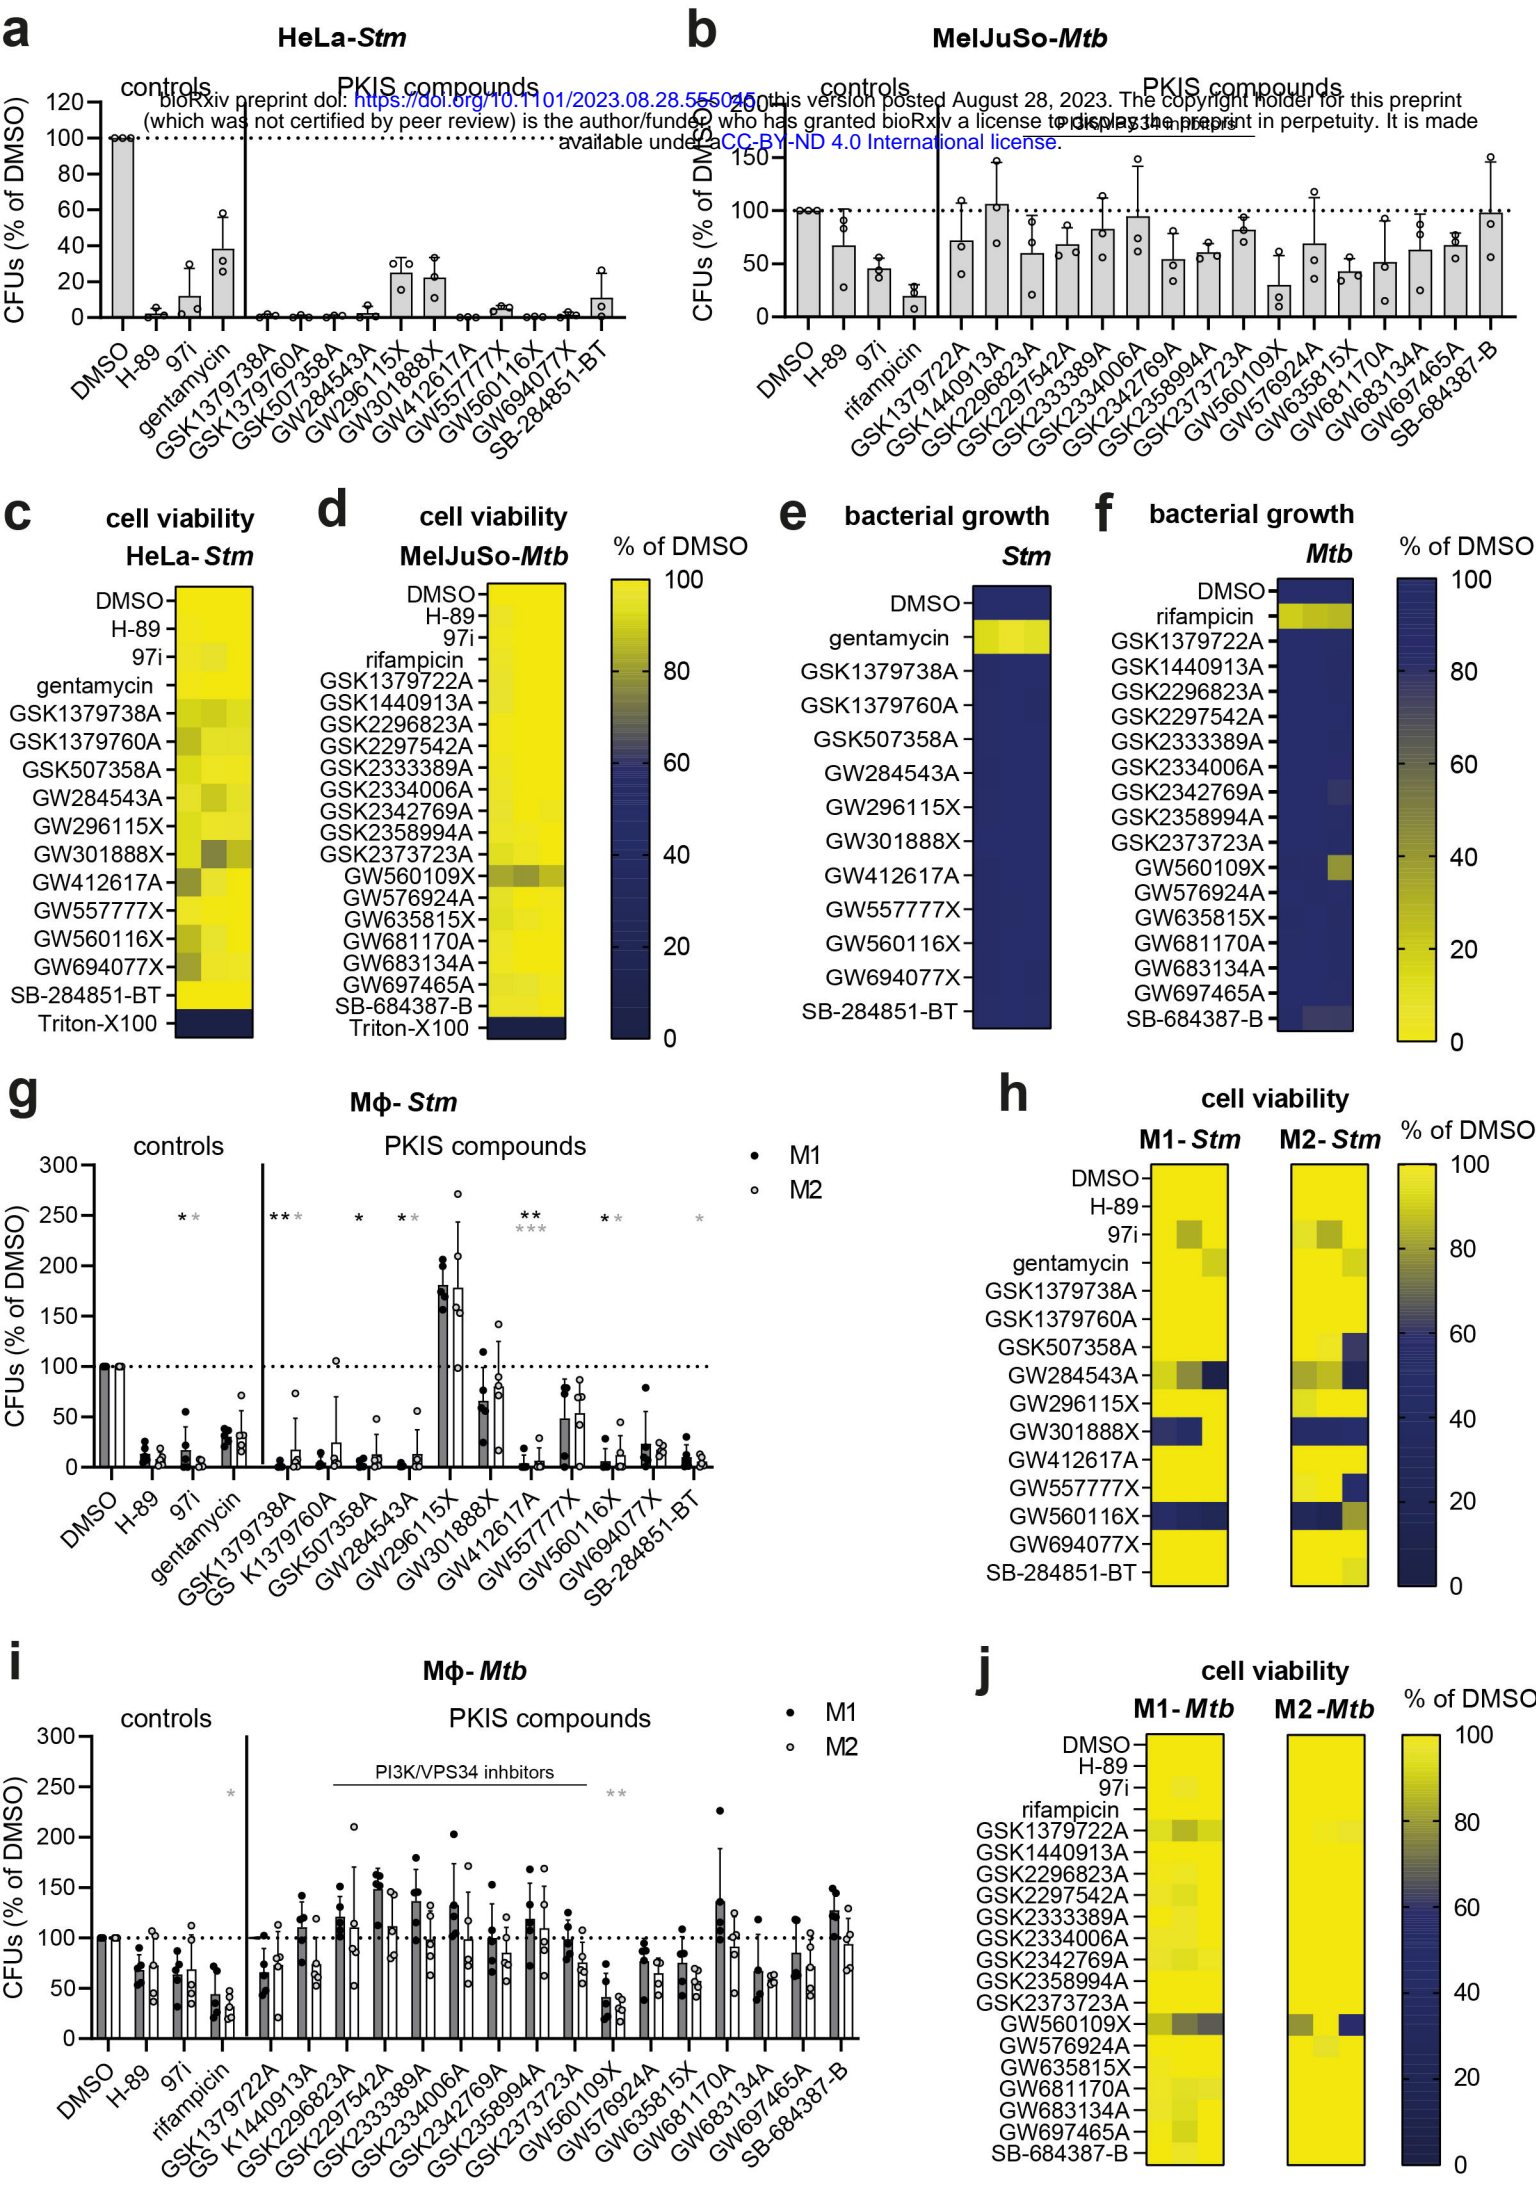 a
HeLa-Stm
controls
PKIS compounds
CFUs (% of DMSO)
120
100
80
60
40
20
0
DMSO
H-89
97i
gentamycin
GSK1379738A
GSK1379760A
GSK507358A
GW284543A
GW296115X
GW301888X
GW412617A
GW557777X
GW560116X
GW694077X
SB-284851-BT
b
MelJuSo-Mtb
controls
PKIS compounds
PI3K/VPS34 inhibitors
CFUs (% of DMSO)
200
150
100
50
0
DMSO
H-89
97i
rifampicin
GSK1379722A
GSK1440913A
GSK2296823A
GSK2297542A
GSK2333389A
GSK2334006A
GSK2342769A
GSK2358994A
GSK2373723A
GW560109X
GW576924A
GW635815X
GW681170A
GW683134A
GW697465A
SB-684387-B
bioRxiv preprint doi: https://doi.org/10.1101/2023.08.28.555045; this version posted August 28, 2023. The copyright holder for this preprint
(which was not certified by peer review) is the author/funder, who has granted bioRxiv a license to display the preprint in perpetuity. It is made
available under aCC-BY-ND 4.0 International license.
c
cell viability
HeLa- Stm
DMSO
H-89
97i
gentamycin
GSK1379738A
GSK1379760A
GSK507358A
GW284543A
GW296115X
GW301888X
GW412617A
GW557777X
GW560116X
GW694077X
SB-284851-BT
Triton-X100
d
cell viability
MelJuSo-Mtb
DMSO
H-89
97i
rifampicin
GSK1379722A
GSK1440913A
GSK2296823A
GSK2297542A
GSK2333389A
GSK2334006A
GSK2342769A
GSK2358994A
GSK2373723A
GW560109X
GW576924A
GW635815X
GW681170A
GW683134A
GW697465A
SB-684387-B
Triton-X100
% of DMSO
100
80
60
40
20
0
e
bacterial growth
Stm
DMSO
gentamycin
GSK1379738A
GSK1379760A
GSK507358A
GW284543A
GW296115X
GW301888X
GW412617A
GW557777X
GW560116X
GW694077X
SB-284851-BT
f
bacterial growth
Mtb
DMSO
rifampicin
GSK1379722A
GSK1440913A
GSK2296823A
GSK2297542A
GSK2333389A
GSK2334006A
GSK2342769A
GSK2358994A
GSK2373723A
GW560109X
GW576924A
GW635815X
GW681170A
GW683134A
GW697465A
SB-684387-B
% of DMSO
100
80
60
40
20
0
g
Mϕ- Stm
controls
PKIS compounds
M1
M2
CFUs (% of DMSO)
300
250
200
150
100
50
0
* *
** *
*
* *
**
***
* *
*
DMSO
H-89
97i
gentamycin
GSK1379738A
GS K1379760A
GSK507358A
GW284543A
GW296115X
GW301888X
GW412617A
GW557777X
GW560116X
GW694077X
SB-284851-BT
h
cell viability
M1- Stm
M2- Stm
% of DMSO
DMSO
H-89
97i
gentamycin
GSK1379738A
GSK1379760A
GSK507358A
GW284543A
GW296115X
GW301888X
GW412617A
GW557777X
GW560116X
GW694077X
SB-284851-BT
100
80
60
40
20
0
i
Mϕ- Mtb
controls
PKIS compounds
M1
M2
PI3K/VPS34 inhbitors
CFUs (% of DMSO)
300
250
200
150
100
50
0
*
**
DMSO
H-89
97i
rifampicin
GSK1379722A
GS K1440913A
GSK2296823A
GSK2297542A
GSK2333389A
GSK2334006A
GSK2342769A
GSK2358994A
GSK2373723A
GW560109X
GW576924A
GW635815X
GW681170A
GW683134A
GW697465A
SB-684387-B
j
cell viability
M1- Mtb
M2 -Mtb
% of DMSO
DMSO
H-89
97i
rifampicin
GSK1379722A
GSK1440913A
GSK2296823A
GSK2297542A
GSK2333389A
GSK2334006A
GSK2342769A
GSK2358994A
GSK2373723A
GW560109X
GW576924A
GW635815X
GW681170A
GW683134A
GW697465A
SB-684387-B
100
80
60
40
20
0